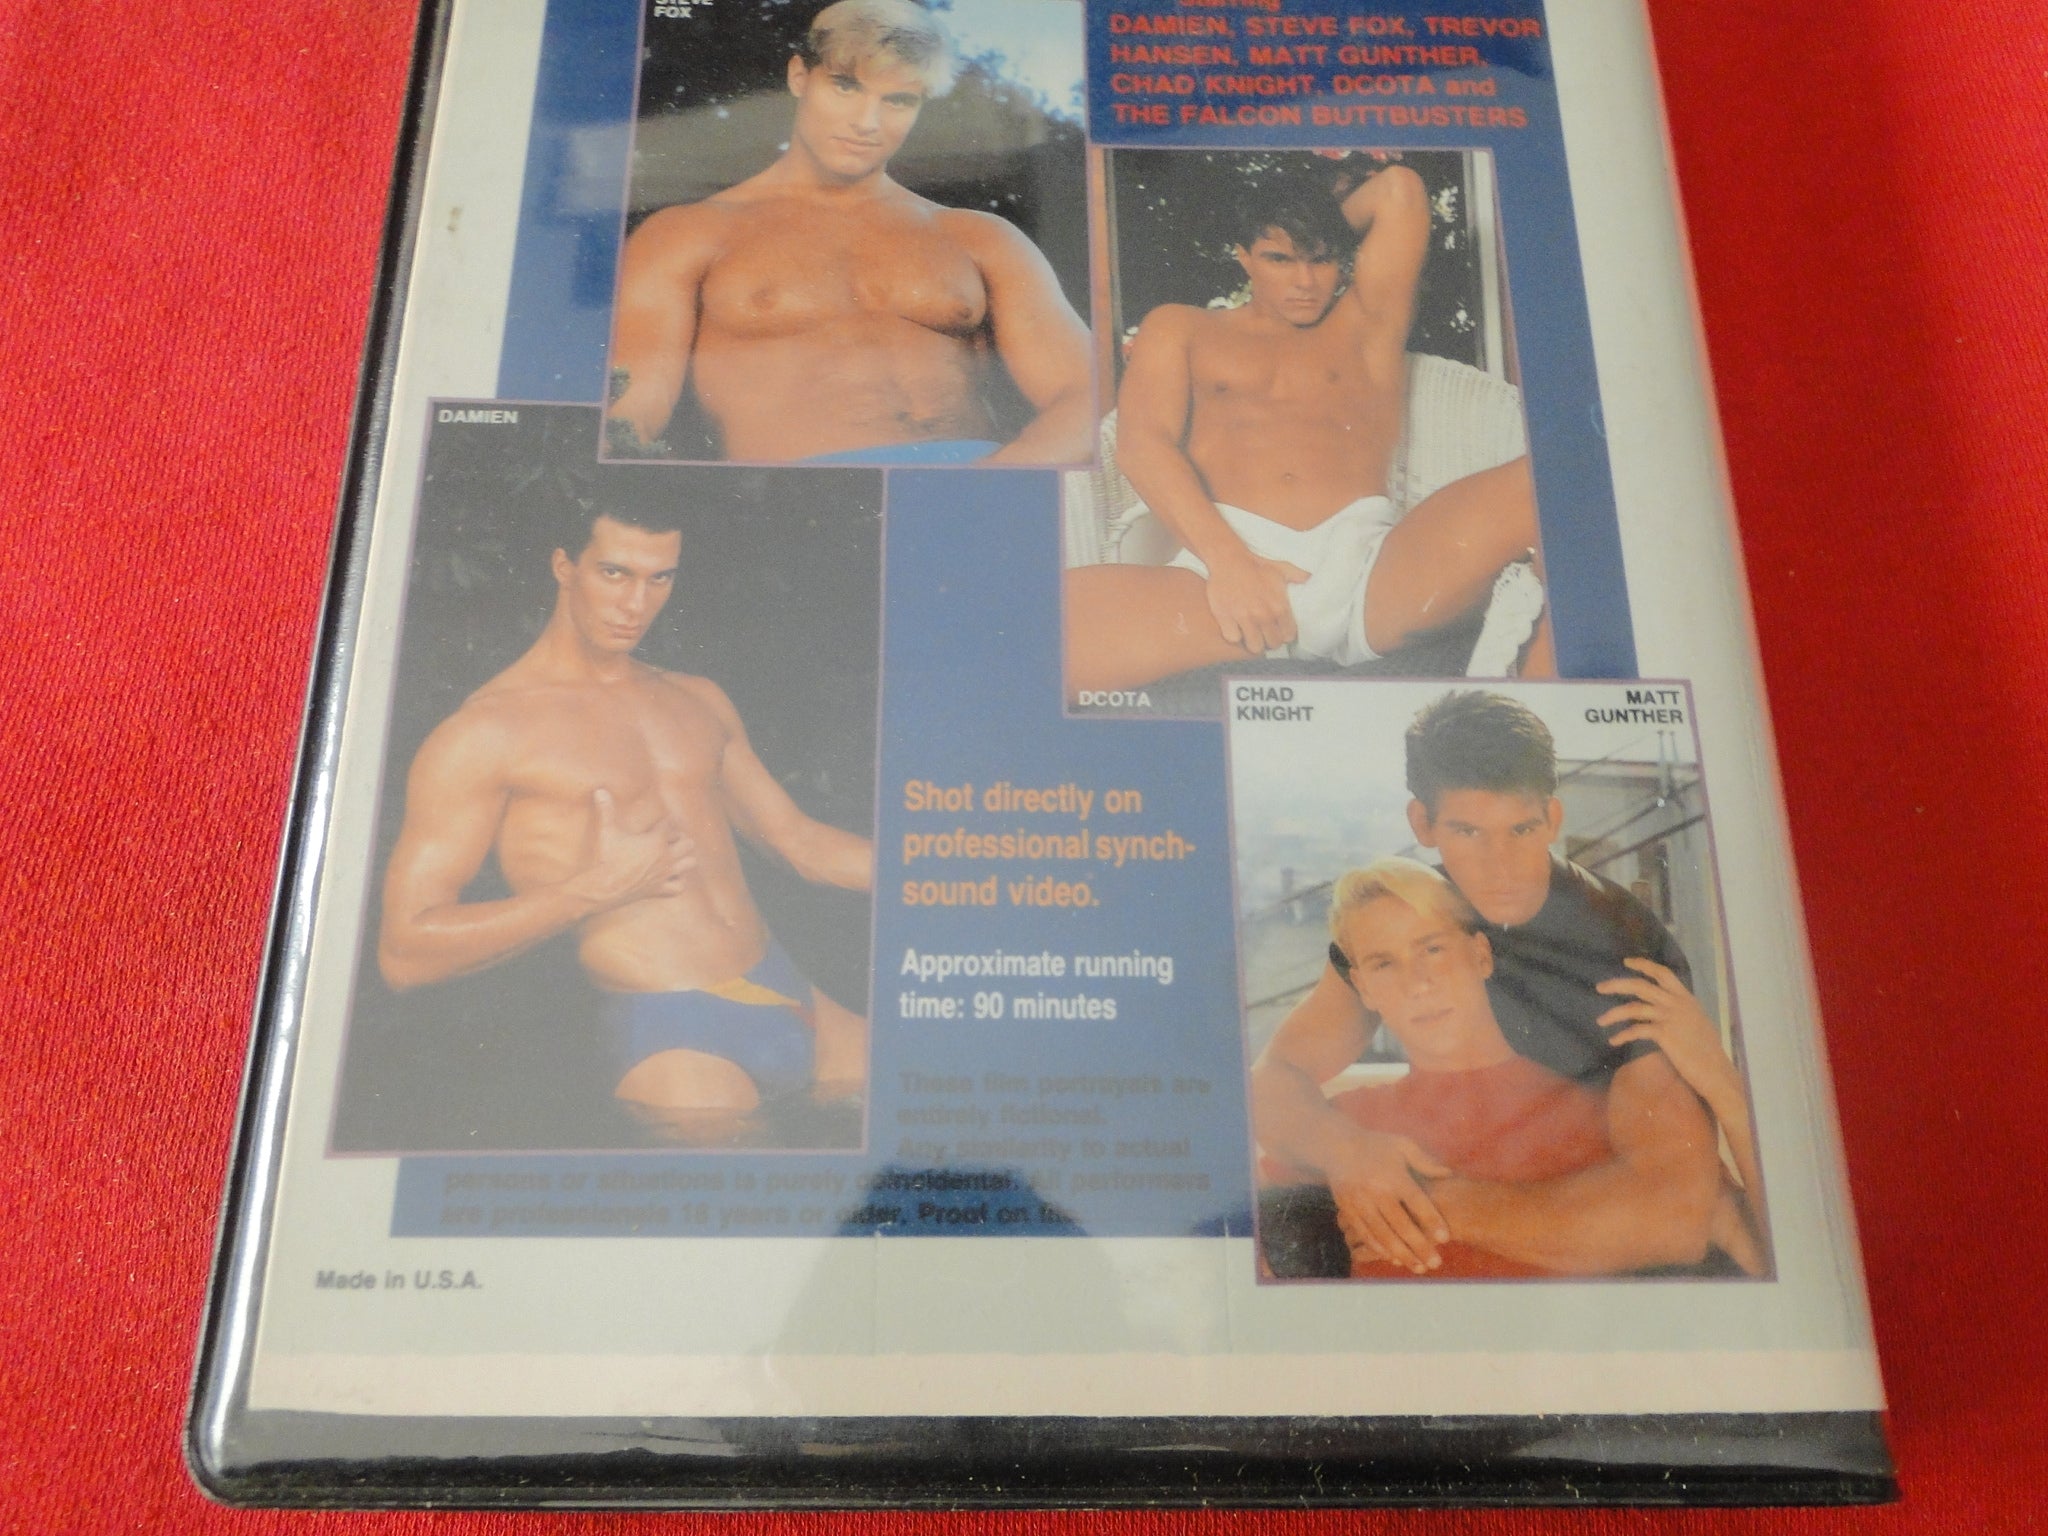 STEVE
FOX
Starring
DAMIEN, STEVE FOX, TREVOR
HANSEN, MATT GUNTHER,
CHAD KNIGHT, DCOTA and
THE FALCON BUTTBUSTERS
DAMIEN
DCOTA
CHAD
KNIGHT
MATT
GUNTHER
Shot directly on
professional synch-
sound video.
Approximate running
time: 90 minutes
These film portrayals are
entirely fictional.
Any similarity to actual
persons or situations is purely coincidental. All performers
are professionals 18 years or older. Proof on file.
Made in U.S.A.